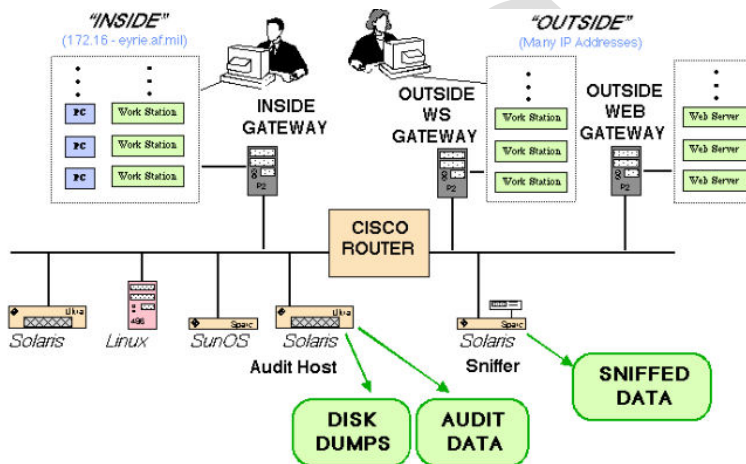 "INSIDE"
(172.16 - eyrie.af.mil)
"OUTSIDE"
(Many IP Addresses)
INSIDE
GATEWAY
OUTSIDE
WS
GATEWAY
OUTSIDE
WEB
GATEWAY
PC
Work Station
PC
Work Station
PC
Work Station
Work Station
Work Station
Work Station
Web Server
Web Server
Web Server
P2
P2
P2
CISCO
ROUTER
Ultra
486
Sparc
Ultra
Sparc
Solaris
Linux
SunOS
Solaris
Solaris
Audit Host
Sniffer
DISK
DUMPS
AUDIT
DATA
SNIFFED
DATA